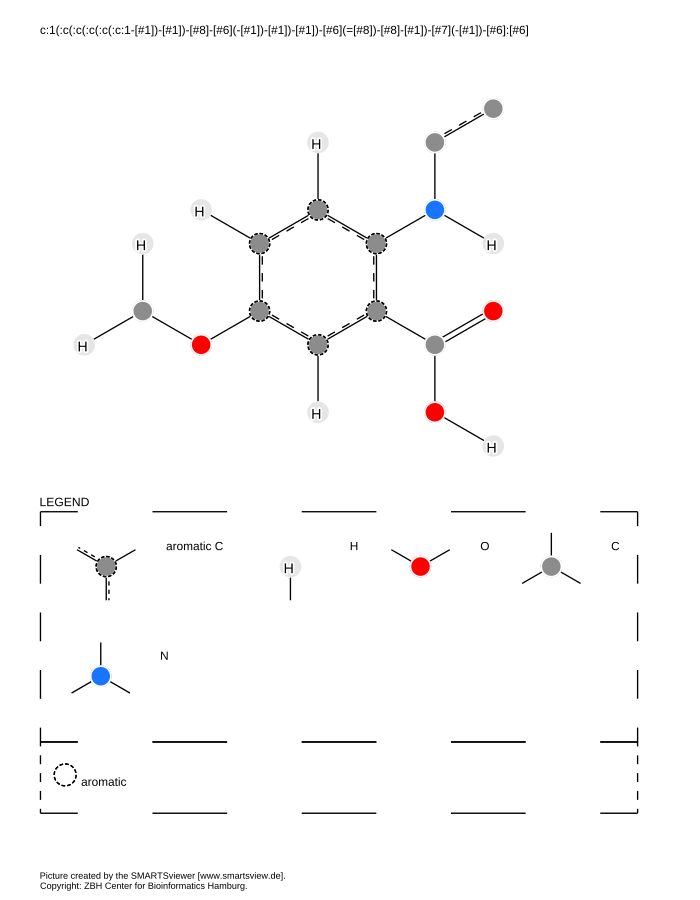 c:1(:c(:c(:c(:c(:c:1-[#1])-[#1])-[#8]-[#6](-[#1])-[#1])-[#1])-[#6](=[#8])-[#8]-[#1])-[#7](-[#1])-[#6]:[#6]
H
H
H
H
H
H
H
LEGEND
aromatic C
H
H
O
C
N
aromatic
Picture created by the SMARTSviewer [www.smartsview.de].
Copyright: ZBH Center for Bioinformatics Hamburg.